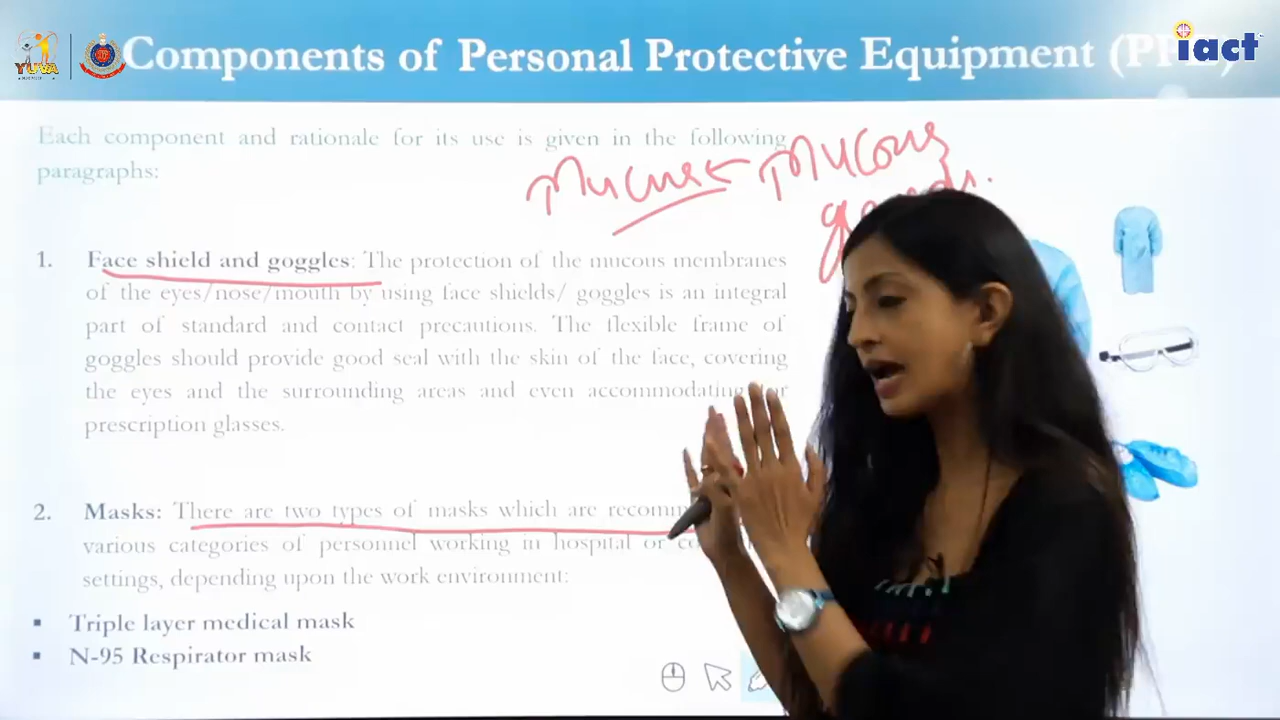 YUVA
Components of Personal Protective Equipment (PPE)
iact
Each component and rationale for its use is given in the following
paragraphs:
Mucus Mucous
1. Face shield and goggles: The protection of the mucous membranes
of the eyes/nose/mouth by using face shields/ goggles is an integral
part of standard and contact precautions. The flexible frame of
goggles should provide good seal with the skin of the face, covering
the eyes and the surrounding areas and even accommodating
prescription glasses.
2. Masks: There are two types of masks which are
various categories of personnel working in hospital or
settings, depending upon the work environment:
▪ Triple layer medical mask
▪ N-95 Respirator mask